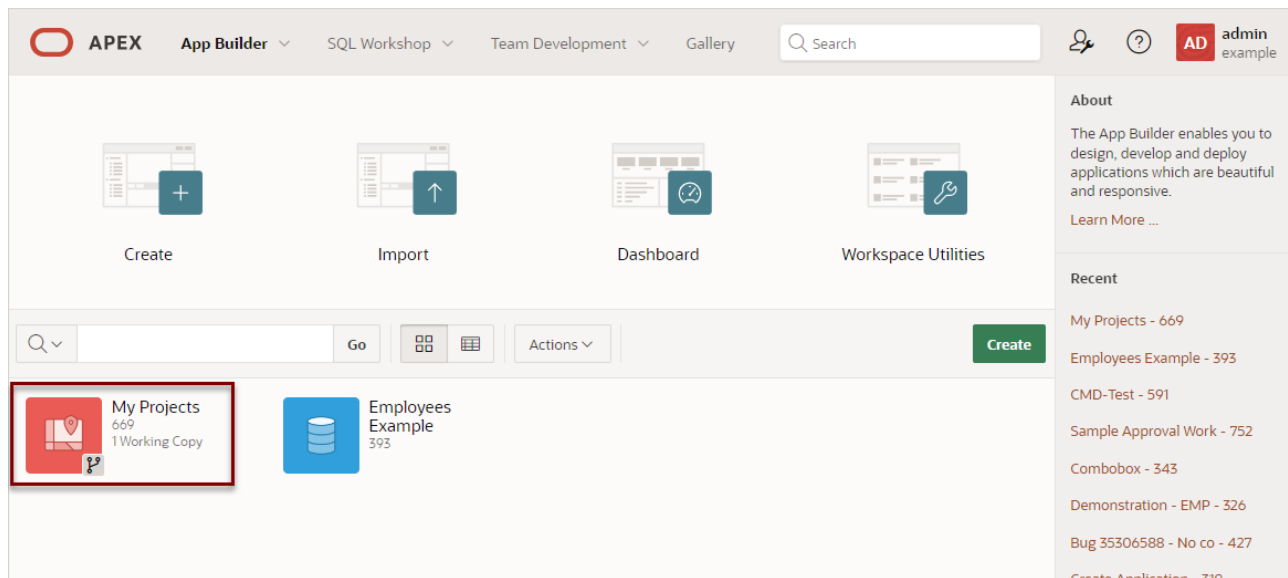 APEX
App Builder
SQL Workshop
Team Development
Gallery
Search
AD
admin
example
Create
Import
Dashboard
Workspace Utilities
Go
Actions
Create
My Projects
669
1 Working Copy
Employees
Example
393
About
The App Builder enables you to
design, develop and deploy
applications which are beautiful
and responsive.
Learn More ...
Recent
My Projects - 669
Employees Example - 393
CMD-Test - 591
Sample Approval Work - 752
Combobox - 343
Demonstration - EMP - 326
Bug 35306588 - No co - 427
Create Application